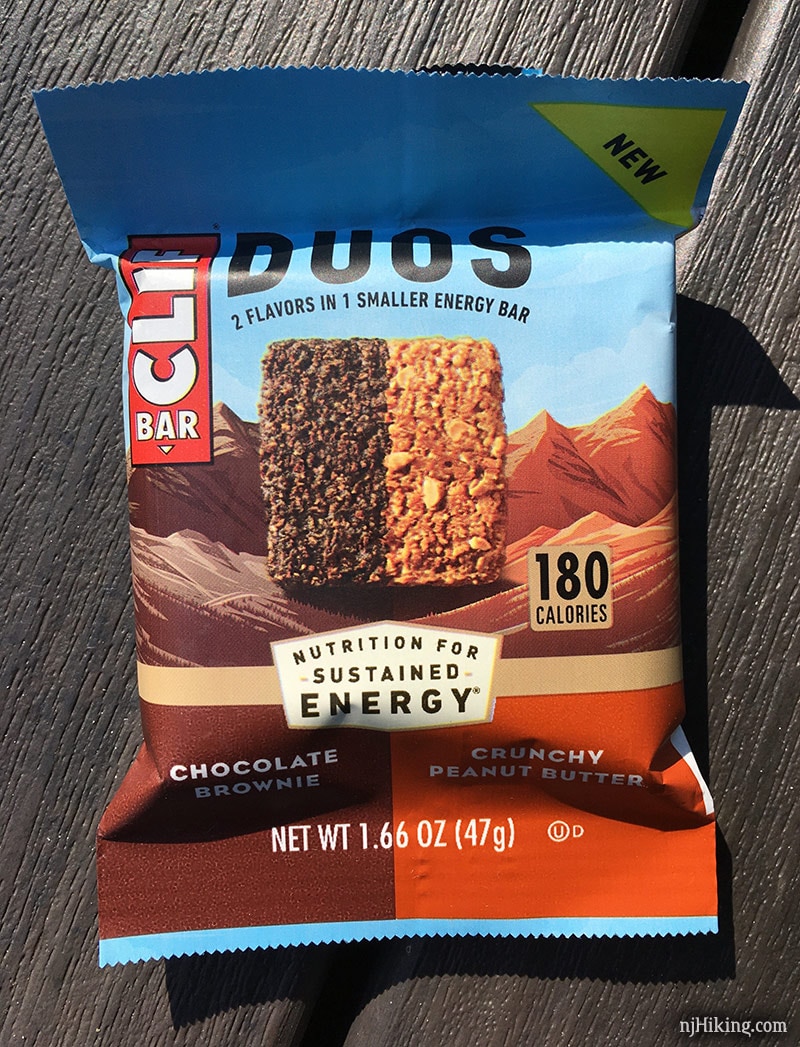 NEW
CLIF®
BAR
DUOS
2 FLAVORS IN 1 SMALLER ENERGY BAR
180
CALORIES
NUTRITION FOR
-SUSTAINED-
ENERGY®
CHOCOLATE
BROWNIE
CRUNCHY
PEANUT BUTTER
NET WT 1.66 OZ (47g) Ⓤ D
njHiking.com